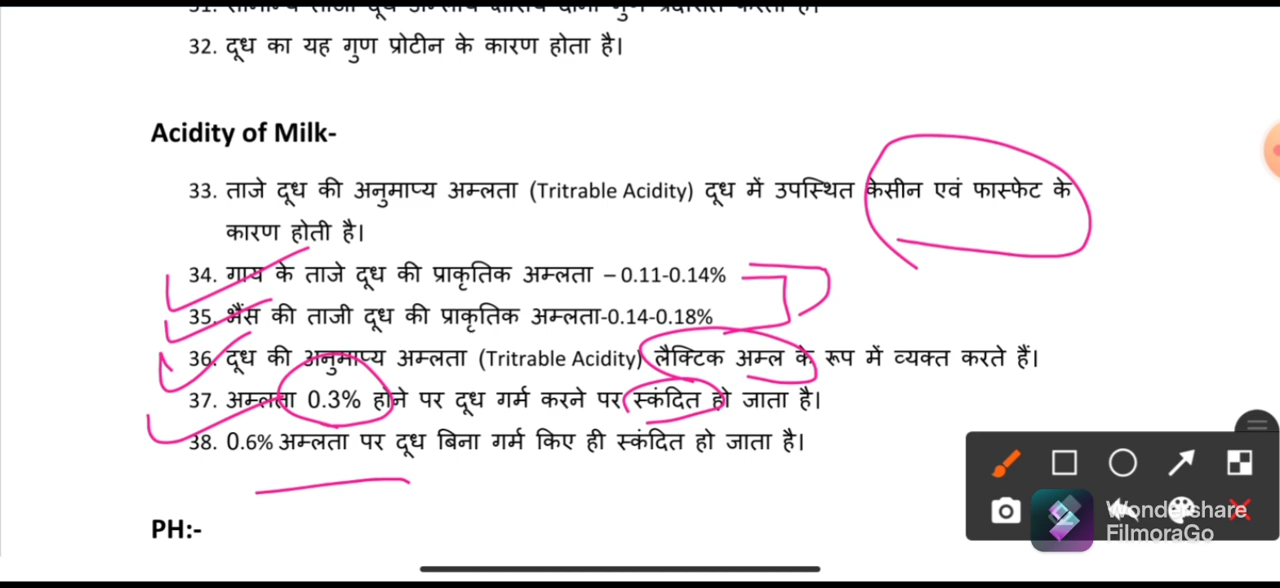 32. दूध का यह गुण प्रोटीन के कारण होता है।
Acidity of Milk-
33. ताजे दूध की अनुमाप्य अम्लता (Tritrable Acidity) दूध में उपस्थित केसीन एवं फास्फेट के
कारण होती है।
34. गाय के ताजे दूध की प्राकृतिक अम्लता – 0.11-0.14%
35. भैंस की ताजी दूध की प्राकृतिक अम्लता-0.14-0.18%
36. दूध की अनुमाप्य अम्लता (Tritrable Acidity) लैक्टिक अम्ल के रूप में व्यक्त करते हैं।
37. अम्लता 0.3% होने पर दूध गर्म करने पर स्कंदित हो जाता है।
38. 0.6% अम्लता पर दूध बिना गर्म किए ही स्कंदित हो जाता है।
PH:-
Wondershare
FilmoraGo